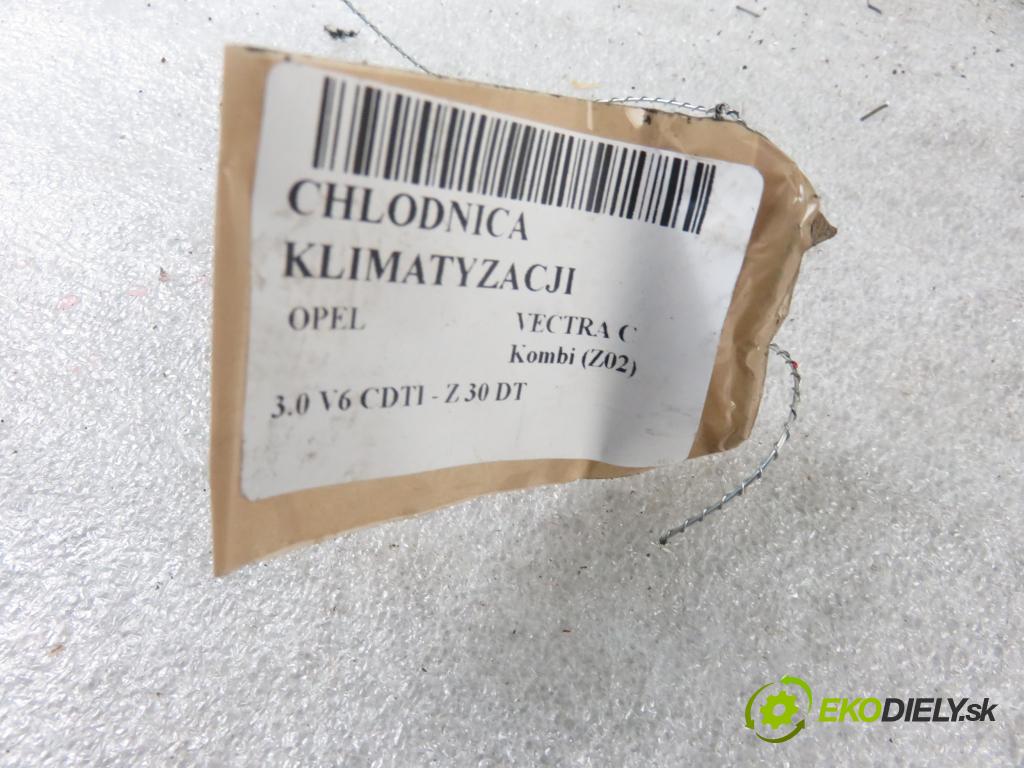 CHLODNICA
KLIMATYZACJI
OPEL VECTRA C
Kombi (Z02)
3.0 V6 CDTI - Z 30 DT
EKODIELY.sk